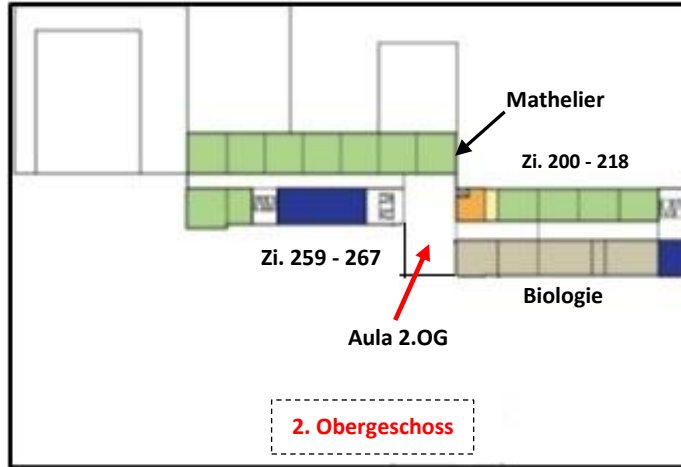 Mathelier
Zi. 200 - 218
Zi. 259 - 267
Biologie
Aula 2.OG
2. Obergeschoss